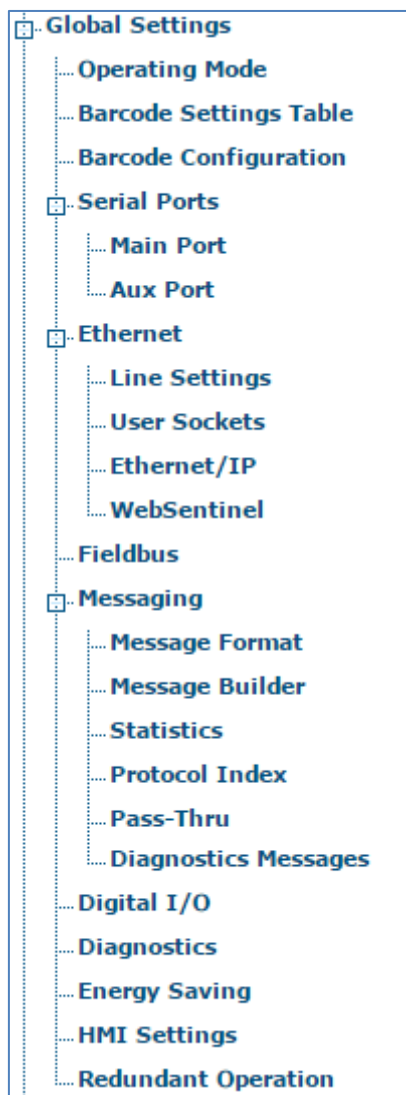 Global Settings
Operating Mode
Barcode Settings Table
Barcode Configuration
Serial Ports
Main Port
Aux Port
Ethernet
Line Settings
User Sockets
Ethernet/IP
WebSentinel
Fieldbus
Messaging
Message Format
Message Builder
Statistics
Protocol Index
Pass-Thru
Diagnostics Messages
Digital I/O
Diagnostics
Energy Saving
HMI Settings
Redundant Operation